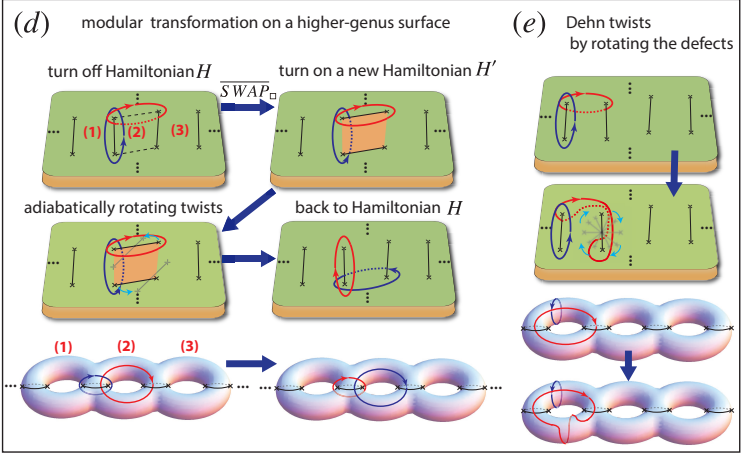 (d) modular transformation on a higher-genus surface
turn off Hamiltonian H
SWAP□
turn on a new Hamiltonian H′
(1) (2) (3)
adiabatically rotating twists
back to Hamiltonian H
(1) (2) (3)
(e) Dehn twists
by rotating the defects